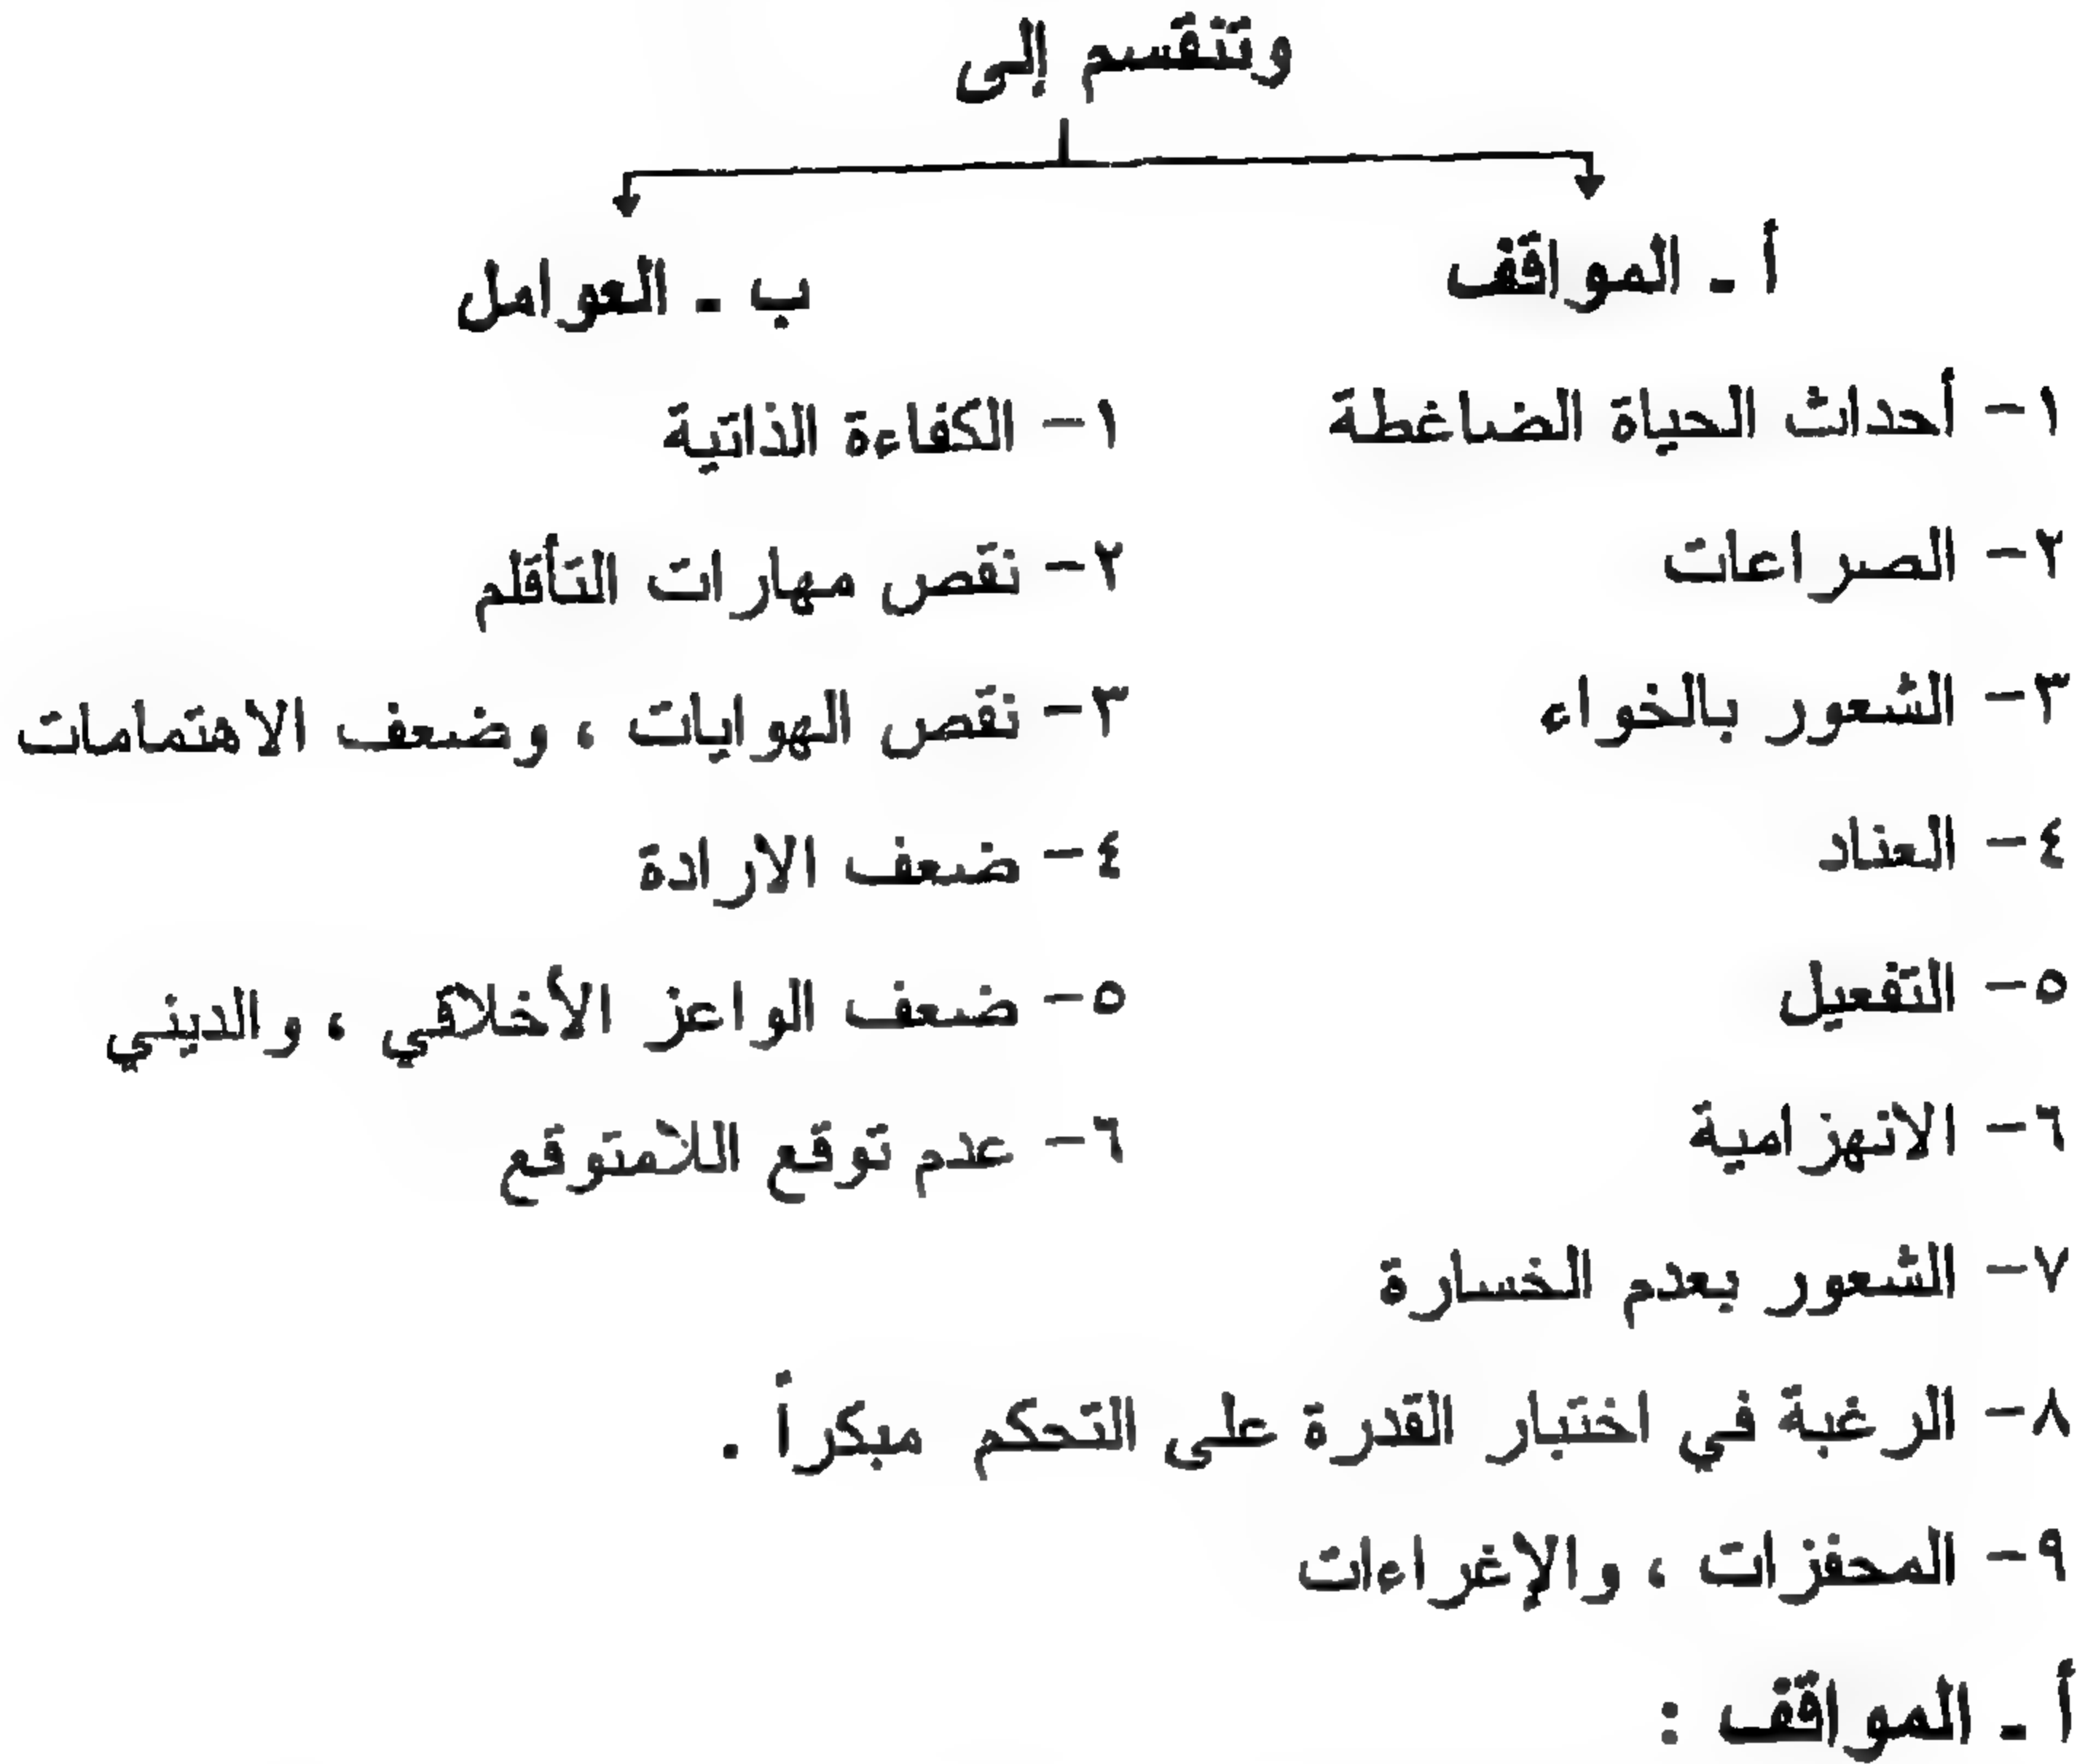 وتنقسم إلى
أ - المواقف
١- أحداث الحياة الضاغطة
٢- الصراعات
٣- الشعور بالخواء
٤- العناد
٥- التفعيل
٦- الانهزامية
٧- الشعور بعدم الخسارة
٨- الرغبة في اختبار القدرة على التحكم مبكراً .
٩- المحفزات ، والإغراءات
ب - العوامل
١- الكفاءة الذاتية
٢- نقص مهارات التأقلم
٣- نقص الهوايات ، وضعف الاهتمامات
٤- ضعف الارادة
٥- ضعف الواعز الأخلاقي ، والديني
٦- عدم توقع اللامتوقع
أ - المواقف :